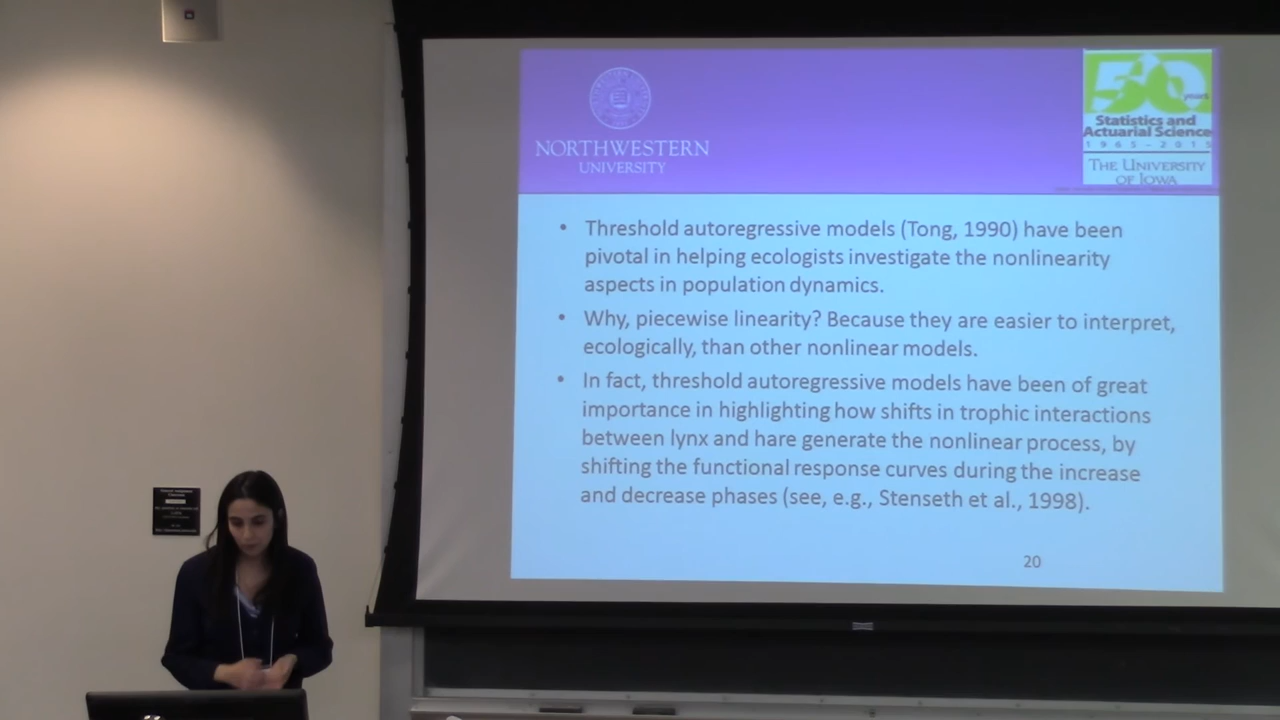 NORTHWESTERN
UNIVERSITY
50
years
Statistics and
Actuarial Science
1965-2015
THE UNIVERSITY
OF IOWA
• Threshold autoregressive models (Tong, 1990) have been
pivotal in helping ecologists investigate the nonlinearity
aspects in population dynamics.
• Why, piecewise linearity? Because they are easier to interpret,
ecologically, than other nonlinear models.
• In fact, threshold autoregressive models have been of great
importance in highlighting how shifts in trophic interactions
between lynx and hare generate the nonlinear process, by
shifting the functional response curves during the increase
and decrease phases (see, e.g., Stenseth et al., 1998).
20